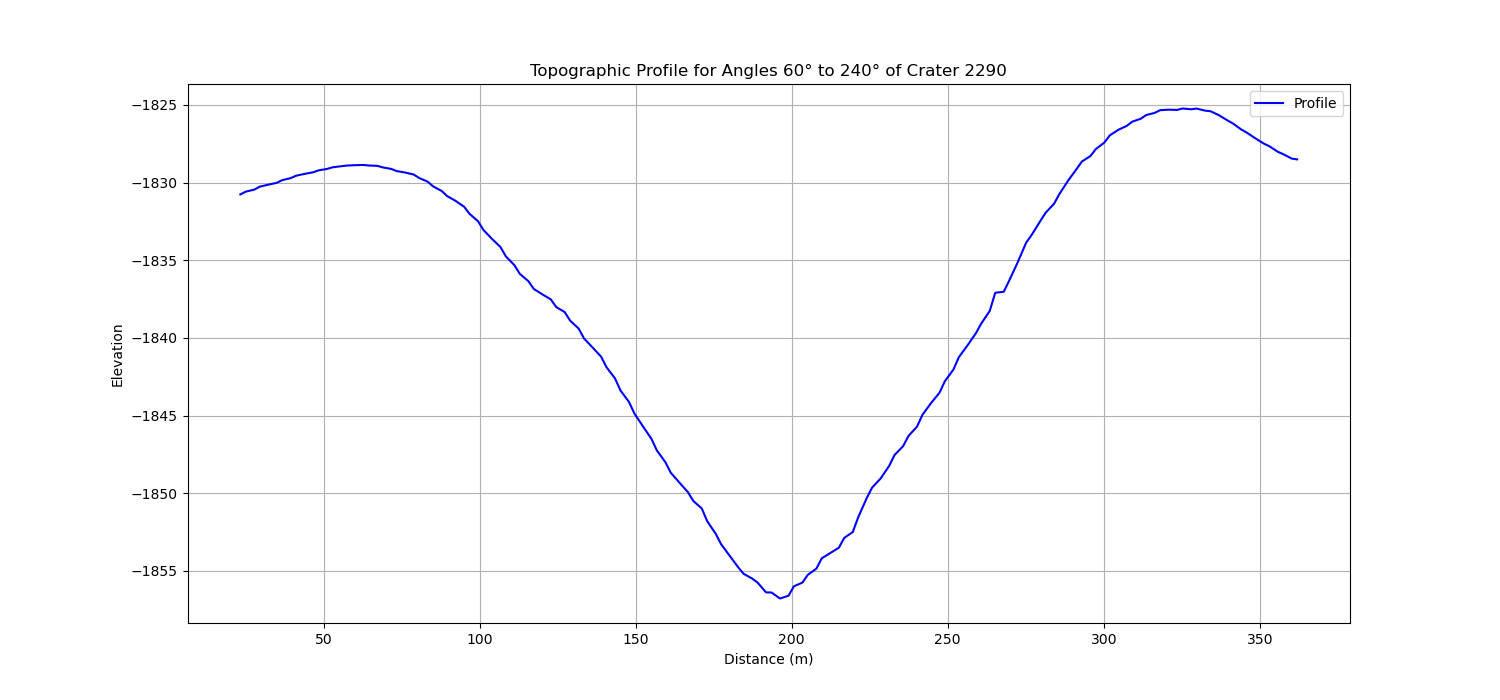 Topographic Profile for Angles 60° to 240° of Crater 2290
Profile
−1825
−1830
−1835
−1840
−1845
−1850
−1855
Elevation
50 100 150 200 250 300 350
Distance (m)